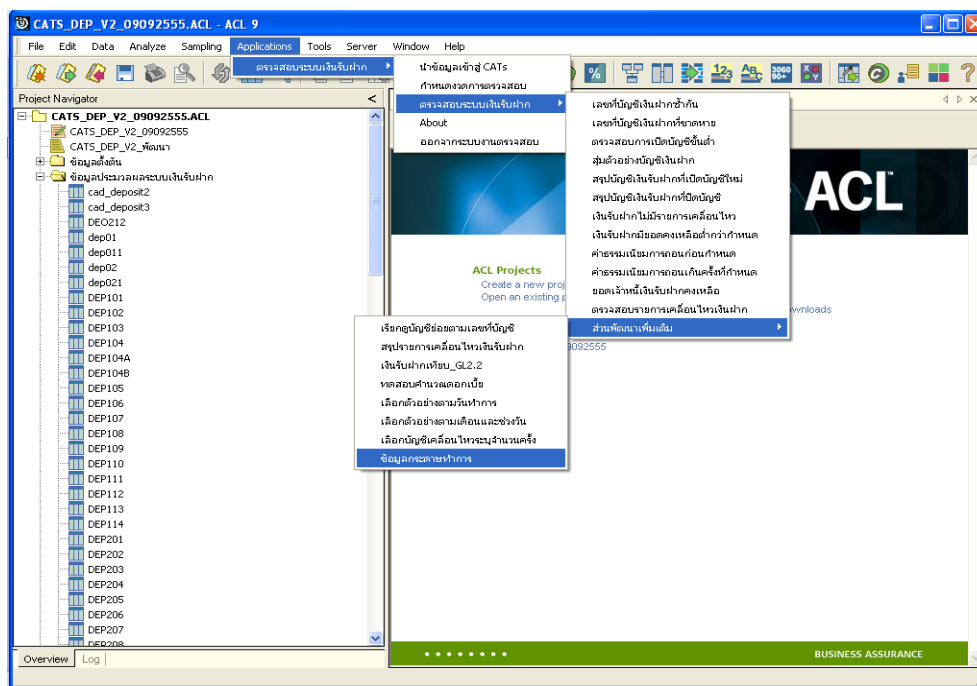 CATS_DEP_V2_09092555.ACL - ACL 9
File Edit Data Analyze Sampling Applications Tools Server Window Help
ตรวจสอบระบบเงินรับฝาก
นำข้อมูลเข้าสู่ CATs
กำหนดงวดการตรวจสอบ
ตรวจสอบระบบเงินรับฝาก
About
ออกจากระบบงานตรวจสอบ
เลขที่บัญชีเงินฝากซ้ำกัน
เลขที่บัญชีเงินฝากที่ขาดหาย
ตรวจสอบการเปิดบัญชีขั้นต่ำ
สุ่มตัวอย่างบัญชีเงินฝาก
สรุปบัญชีเงินรับฝากที่เปิดบัญชีใหม่
สรุปบัญชีเงินรับฝากที่ปิดบัญชี
เงินรับฝากไม่มีรายการเคลื่อนไหว
เงินรับฝากมียอดคงเหลือต่ำกว่ากำหนด
ค่าธรรมเนียมการถอนก่อนกำหนด
ค่าธรรมเนียมการถอนเกินครั้งที่กำหนด
ยอดเจ้าหนี้เงินรับฝากคงเหลือ
ตรวจสอบรายการเคลื่อนไหวเงินฝาก
ส่วนพัฒนาเพิ่มเติม
เรียกดูบัญชีย่อยตามเลขที่บัญชี
สรุปรายการเคลื่อนไหวเงินรับฝาก
เงินรับฝากเทียบ_GL2.2
ทดสอบคำนวณดอกเบี้ย
เลือกตัวอย่างตามวันทำการ
เลือกตัวอย่างตามเดือนและช่วงวัน
เลือกบัญชีเคลื่อนไหวระบุจำนวนครั้ง
ข้อมูลกระดาษทำการ
Project Navigator
CATS_DEP_V2_09092555.ACL
CATS_DEP_V2_09092555
CATS_DEP_V2_พัฒนา
ข้อมูลตั้งต้น
ข้อมูลประมวลผลระบบเงินรับฝาก
cad_deposit2
cad_deposit3
DEO212
dep01
dep011
dep02
dep021
DEP101
DEP102
DEP103
DEP104
DEP104A
DEP104B
DEP105
DEP106
DEP107
DEP108
DEP109
DEP110
DEP111
DEP112
DEP113
DEP114
DEP201
DEP202
DEP203
DEP204
DEP205
DEP206
DEP207
DEP208
Overview Log
ACL
ACL Projects
Create a new proj
Open an existing p
wnloads
9092555
BUSINESS ASSURANCE